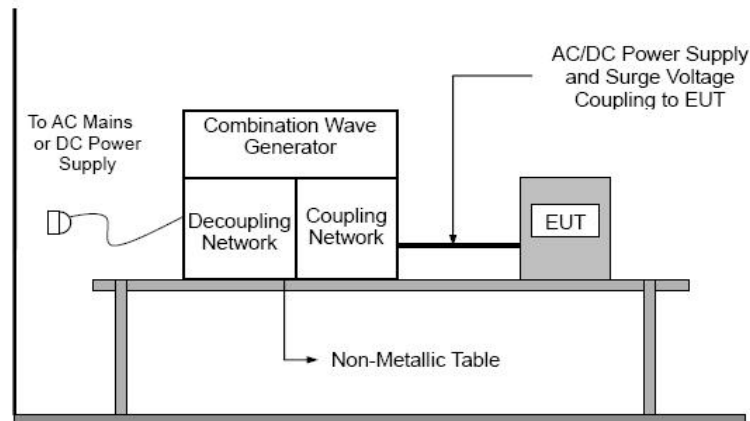 AC/DC Power Supply
and Surge Voltage
Coupling to EUT
To AC Mains
or DC Power
Supply
Combination Wave
Generator
Decoupling
Network
Coupling
Network
EUT
Non-Metallic Table